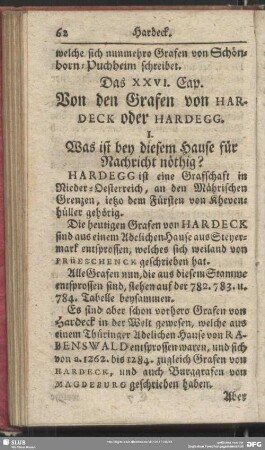 62 Hardeck.
welche sich nunmehro Grafen von Schön-
born-Puchheim schreibet.
Das XXVI. Cap.
Von den Grafen von HAR-
DECK oder HARDEGG.
I.
Was ist bey diesem Hause für
Nachricht nöthig?
HARDEGG ist eine Grafschaft in
Nieder-Oesterreich, an den Mährischen
Grenzen, ietzo dem Fürsten von Kheven-
hüller gehörig.
Die heutigen Grafen von HARDECK
sind aus einem Adelichen Hause aus Steyer-
mark entsprossen, welches sich weiland von
PRÜESCHENCK geschrieben hat.
Alle Grafen nun, die aus diesem Stamme
entsprossen sind, stehen auf der 782. 783. u.
784. Tabelle beysammen.
Es sind aber schon vorhero Grafen von
Hardeck in der Welt gewesen, welche aus
einem Thüringer Adelichen Hause von RA-
BENSWALD entsprossen waren, und sich
von a. 1262. bis 1284. zugleich Grafen von
HARDECK, und auch Burggrafen von
MAGDEBURG geschrieben haben.
Aber